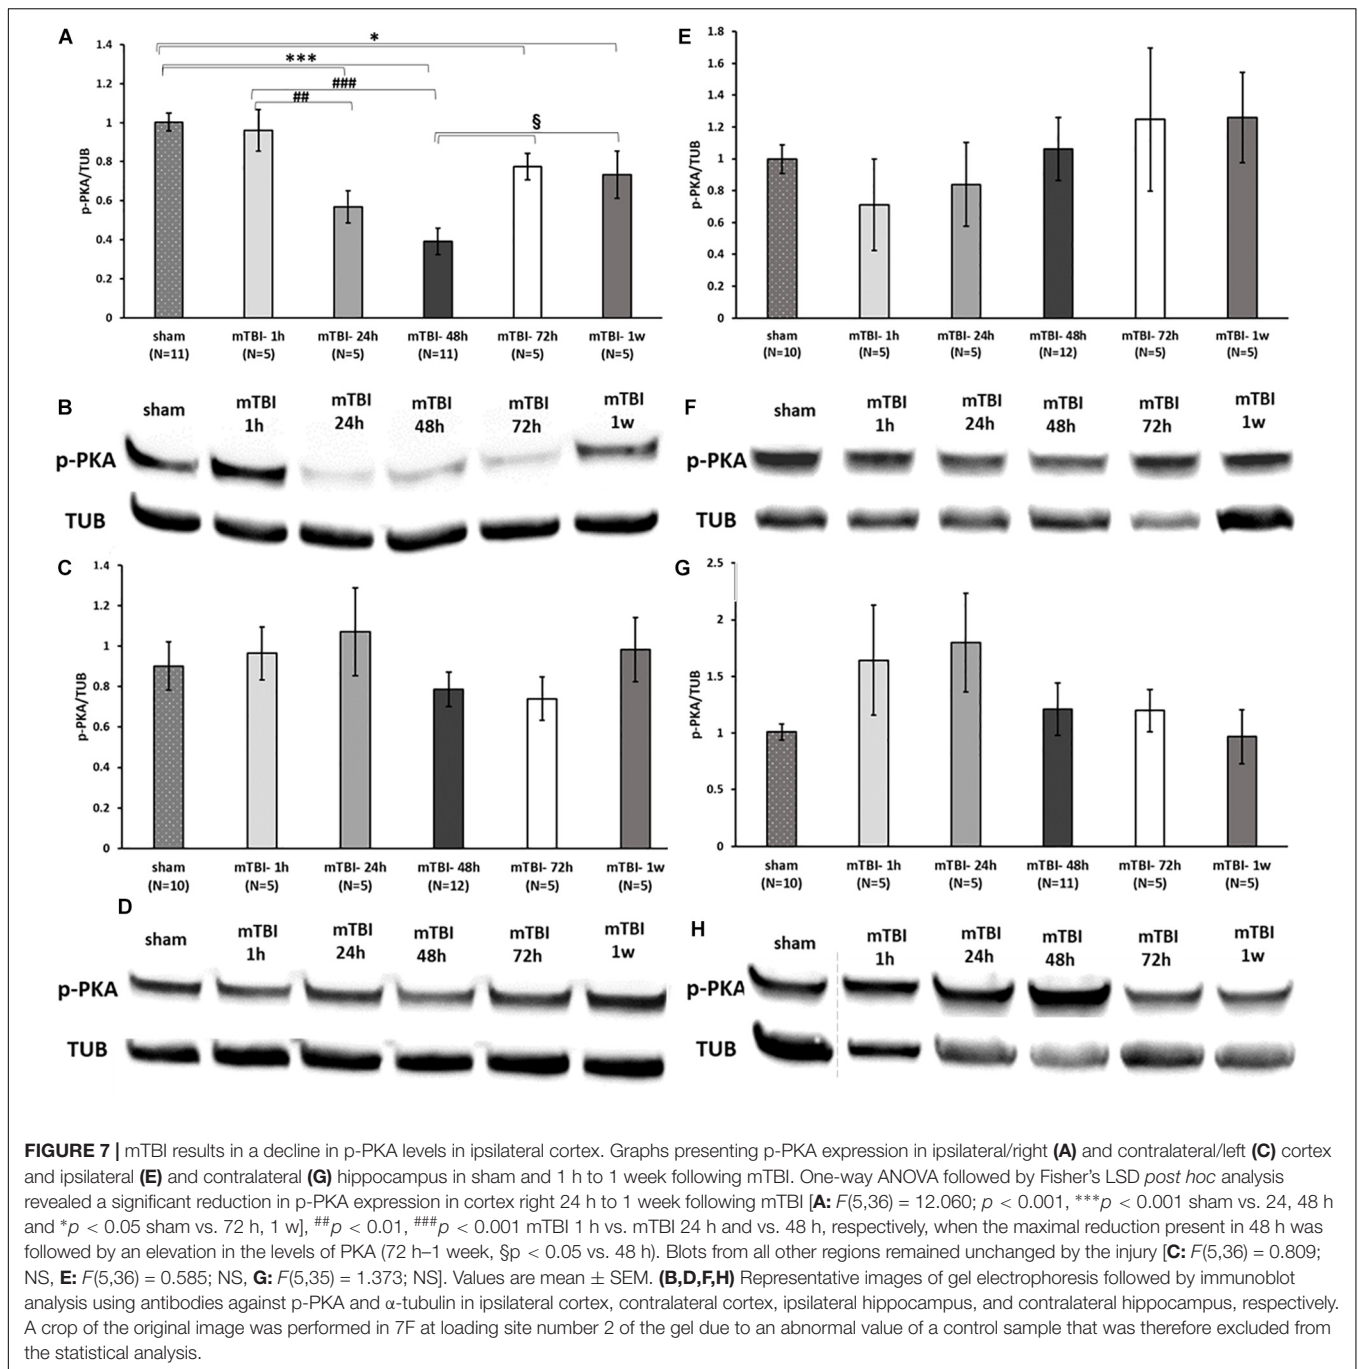 A
1.4
1.2
1
0.8
0.6
0.4
0.2
0
p-PKA/TUB
*
***
###
##
§
sham mTBI- 1h mTBI- 24h mTBI- 48h mTBI- 72h mTBI- 1w
(N=11) (N=5) (N=5) (N=11) (N=5) (N=5)
B
sham mTBI mTBI mTBI mTBI mTBI
1h 24h 48h 72h 1w
p-PKA
TUB
C
1.4
1.2
1
0.8
0.6
0.4
0.2
0
p-PKA/TUB
sham mTBI- 1h mTBI- 24h mTBI- 48h mTBI- 72h mTBI- 1w
(N=10) (N=5) (N=5) (N=12) (N=5) (N=5)
D
sham mTBI mTBI mTBI mTBI mTBI
1h 24h 48h 72h 1w
p-PKA
TUB
E
1.8
1.6
1.4
1.2
1
0.8
0.6
0.4
0.2
0
p-PKA/TUB
sham mTBI- 1h mTBI- 24h mTBI- 48h mTBI- 72h mTBI- 1w
(N=10) (N=5) (N=5) (N=12) (N=5) (N=5)
F
sham mTBI mTBI mTBI mTBI mTBI
1h 24h 48h 72h 1w
p-PKA
TUB
G
2.5
2
1.5
1
0.5
0
p-PKA/TUB
sham mTBI- 1h mTBI- 24h mTBI- 48h mTBI- 72h mTBI- 1w
(N=10) (N=5) (N=5) (N=11) (N=5) (N=5)
H
sham mTBI mTBI mTBI mTBI mTBI
1h 24h 48h 72h 1w
p-PKA
TUB
FIGURE 7 | mTBI results in a decline in p-PKA levels in ipsilateral cortex. Graphs presenting p-PKA expression in ipsilateral/right (A) and contralateral/left (C) cortex
and ipsilateral (E) and contralateral (G) hippocampus in sham and 1 h to 1 week following mTBI. One-way ANOVA followed by Fisher's LSD post hoc analysis
revealed a significant reduction in p-PKA expression in cortex right 24 h to 1 week following mTBI [A: F(5,36) = 12.060; p < 0.001, ***p < 0.001 sham vs. 24, 48 h
and *p < 0.05 sham vs. 72 h, 1 w], ##p < 0.01, ###p < 0.001 mTBI 1 h vs. mTBI 24 h and vs. 48 h, respectively, when the maximal reduction present in 48 h was
followed by an elevation in the levels of PKA (72 h–1 week, §p < 0.05 vs. 48 h). Blots from all other regions remained unchanged by the injury [C: F(5,36) = 0.809;
NS, E: F(5,36) = 0.585; NS, G: F(5,35) = 1.373; NS]. Values are mean ± SEM. (B,D,F,H) Representative images of gel electrophoresis followed by immunoblot
analysis using antibodies against p-PKA and α-tubulin in ipsilateral cortex, contralateral cortex, ipsilateral hippocampus, and contralateral hippocampus, respectively.
A crop of the original image was performed in 7F at loading site number 2 of the gel due to an abnormal value of a control sample that was therefore excluded from
the statistical analysis.